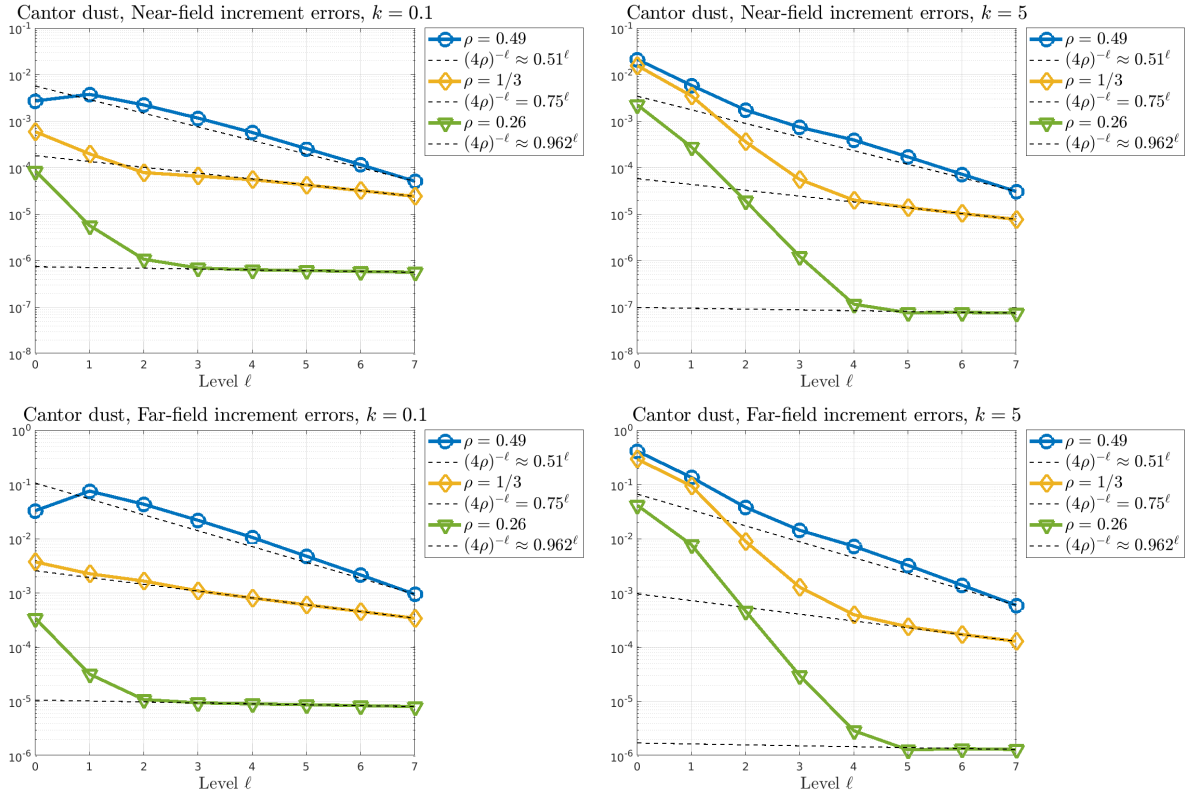 Cantor dust, Near-field increment errors, k = 0.1
10^-1
10^-2
10^-3
10^-4
10^-5
10^-6
10^-7
10^-8
0 1 2 3 4 5 6 7
Level ℓ
ρ = 0.49
(4ρ)^-ℓ ≈ 0.51^ℓ
ρ = 1/3
(4ρ)^-ℓ = 0.75^ℓ
ρ = 0.26
(4ρ)^-ℓ ≈ 0.962^ℓ
Cantor dust, Near-field increment errors, k = 5
10^-1
10^-2
10^-3
10^-4
10^-5
10^-6
10^-7
10^-8
0 1 2 3 4 5 6 7
Level ℓ
ρ = 0.49
(4ρ)^-ℓ ≈ 0.51^ℓ
ρ = 1/3
(4ρ)^-ℓ = 0.75^ℓ
ρ = 0.26
(4ρ)^-ℓ ≈ 0.962^ℓ
Cantor dust, Far-field increment errors, k = 0.1
10^0
10^-1
10^-2
10^-3
10^-4
10^-5
10^-6
0 1 2 3 4 5 6 7
Level ℓ
ρ = 0.49
(4ρ)^-ℓ ≈ 0.51^ℓ
ρ = 1/3
(4ρ)^-ℓ = 0.75^ℓ
ρ = 0.26
(4ρ)^-ℓ ≈ 0.962^ℓ
Cantor dust, Far-field increment errors, k = 5
10^0
10^-1
10^-2
10^-3
10^-4
10^-5
10^-6
0 1 2 3 4 5 6 7
Level ℓ
ρ = 0.49
(4ρ)^-ℓ ≈ 0.51^ℓ
ρ = 1/3
(4ρ)^-ℓ = 0.75^ℓ
ρ = 0.26
(4ρ)^-ℓ ≈ 0.962^ℓ